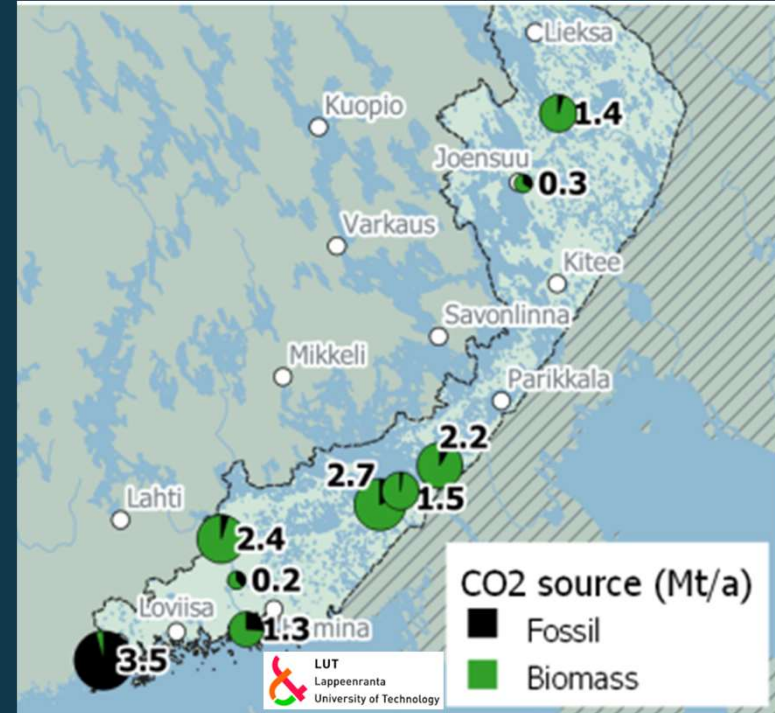 Lieksa
Kuopio
1.4
Joensuu
0.3
Varkaus
Kitee
Savonlinna
Mikkeli
Parikkala
2.2
2.7
1.5
Lahti
2.4
0.2
Loviisa
1.3 mina
3.5
CO2 source (Mt/a)
Fossil
Biomass
LUT
Lappeenranta
University of Technology